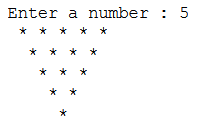 Enter a number : 5
* * * * *
* * * *
* * *
* *
*